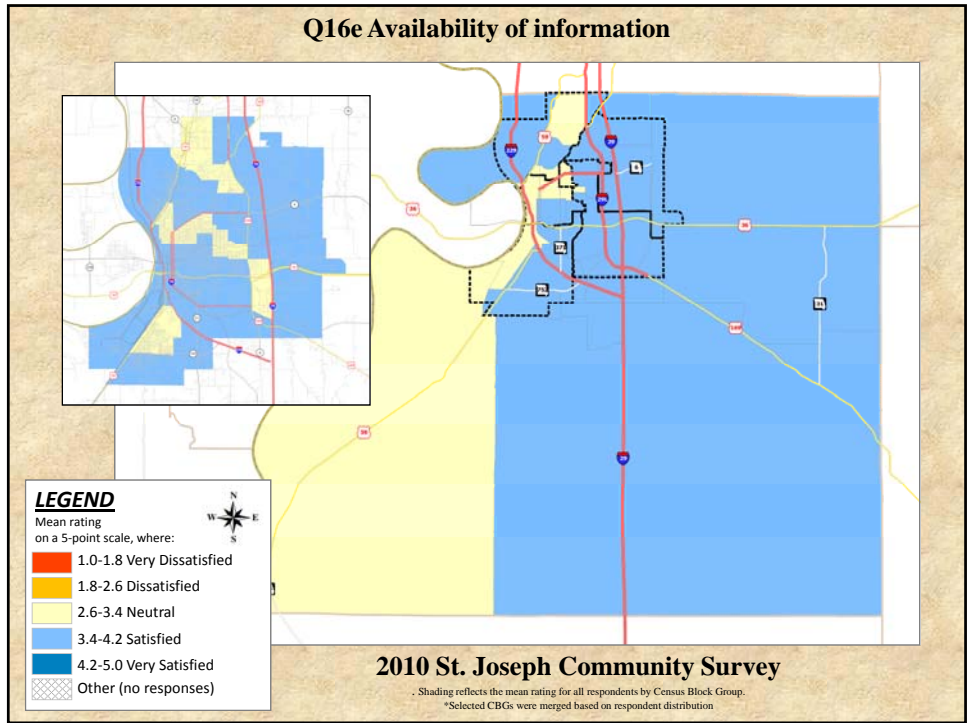 Q16e Availability of information
229
59
29
6
36
36
371
752
169
59
29
LEGEND
Mean rating
on a 5-point scale, where:
N
W E
S
1.0-1.8 Very Dissatisfied
1.8-2.6 Dissatisfied
2.6-3.4 Neutral
3.4-4.2 Satisfied
4.2-5.0 Very Satisfied
Other (no responses)
2010 St. Joseph Community Survey
. Shading reflects the mean rating for all respondents by Census Block Group.
*Selected CBGs were merged based on respondent distribution